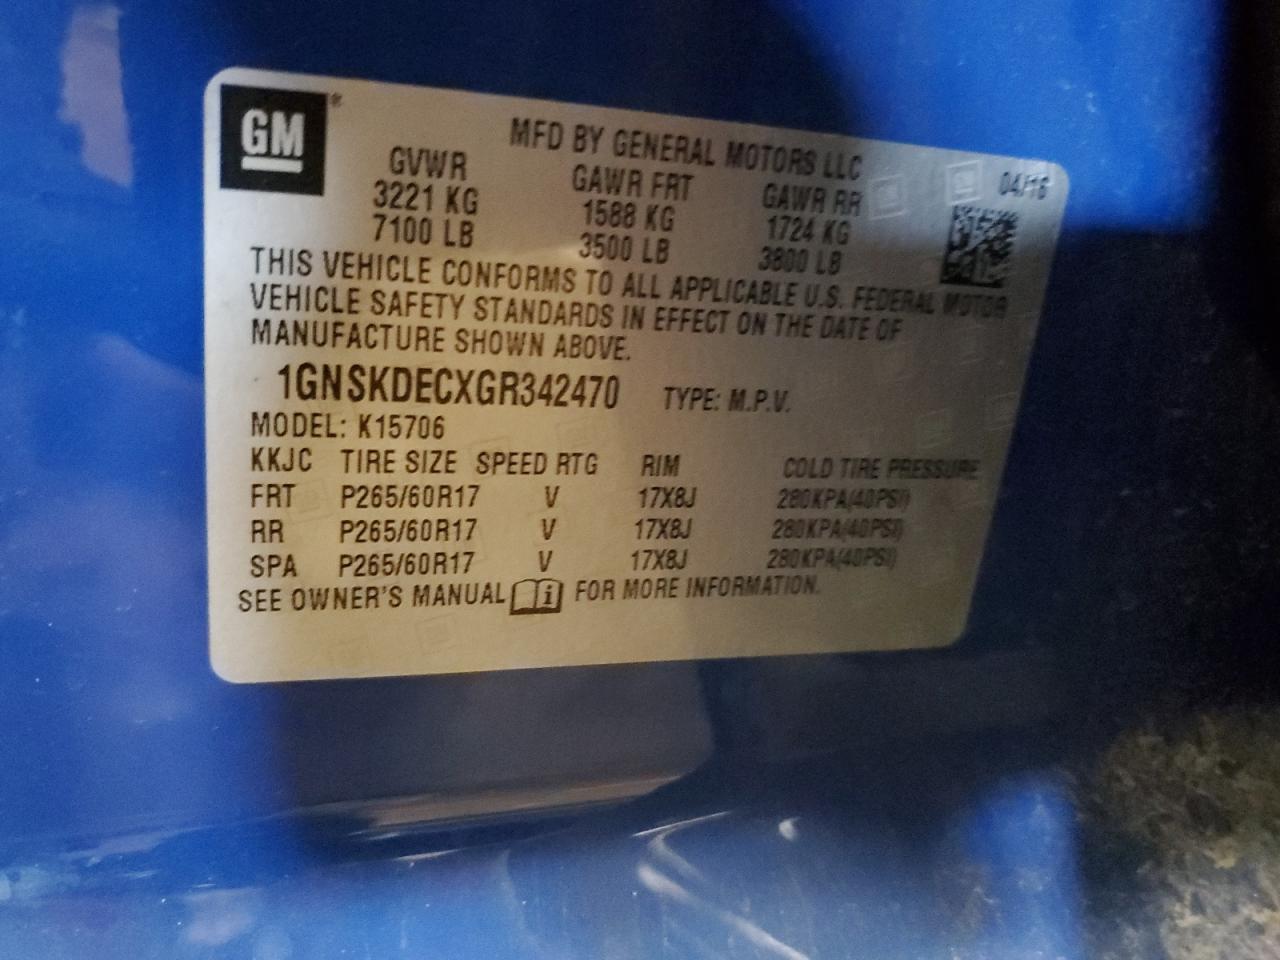 GM®
MFD BY GENERAL MOTORS LLC
04/16
GVWR GAWR FRT GAWR RR
3221 KG 1588 KG 1724 KG
7100 LB 3500 LB 3800 LB
THIS VEHICLE CONFORMS TO ALL APPLICABLE U.S. FEDERAL MOTOR
VEHICLE SAFETY STANDARDS IN EFFECT ON THE DATE OF
MANUFACTURE SHOWN ABOVE.
1GNSKDECXGR342470 TYPE: M.P.V.
MODEL: K15706
KKJC TIRE SIZE SPEED RTG RIM COLD TIRE PRESSURE
FRT P265/60R17 V 17X8J 280KPA(40PSI)
RR P265/60R17 V 17X8J 280KPA(40PSI)
SPA P265/60R17 V 17X8J 280KPA(40PSI)
SEE OWNER'S MANUAL i FOR MORE INFORMATION.